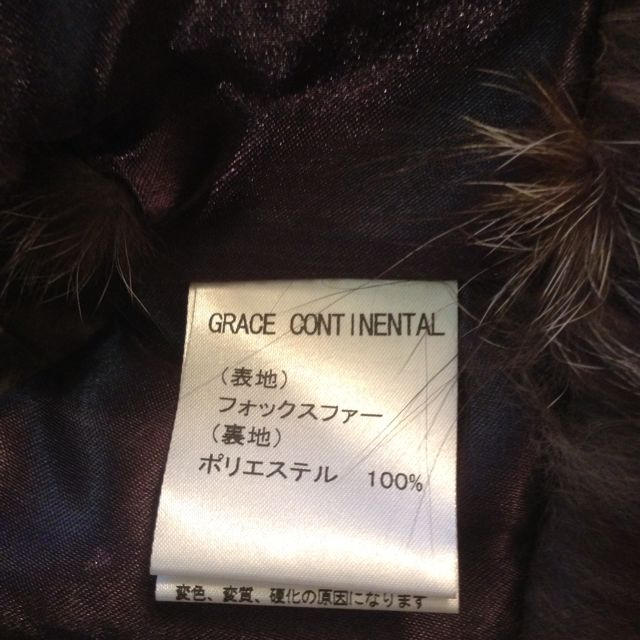 GRACE CONTINENTAL
(表地)
フォックスファー
(裏地)
ポリエステル 100%
変色、変質、硬化の原因になります